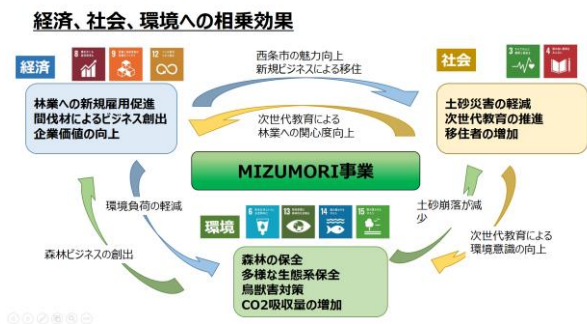 経済、社会、環境への相乗効果
経済
8
9
12
西条市の魅力向上
新規ビジネスによる移住
社会
3
4
林業への新規雇用促進
間伐材によるビジネス創出
企業価値の向上
次世代教育による
林業への関心度向上
土砂災害の軽減
次世代教育の推進
移住者の増加
MIZUMORI事業
環境負荷の軽減
環境
6
13
14
15
土砂崩落が減
少
森林ビジネスの創出
次世代教育による
環境意識の向上
森林の保全
多様な生態系保全
鳥獣害対策
CO2吸収量の増加